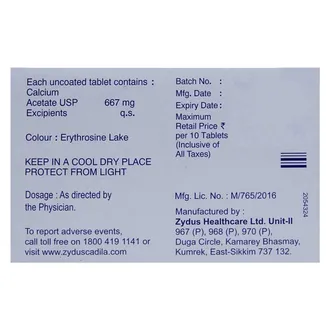 Each uncoated tablet contains :
Calcium
Acetate USP 667 mg
Excipients q.s.
Colour : Erythrosine Lake
KEEP IN A COOL DRY PLACE
PROTECT FROM LIGHT
Dosage : As directed by
the Physician.
To report adverse events,
call toll free on 1800 419 1141 or
visit www.zyduscadila.com
Batch No. :
Mfg. Date :
Expiry Date :
Maximum
Retail Price ₹
per 10 Tablets
(Inclusive of
All Taxes)
Mfg. Lic. No. : M/765/2016
Manufactured by :
Zydus Healthcare Ltd. Unit-II
967 (P), 968 (P), 970 (P),
Duga Circle, Kamarey Bhasmay,
Kumrek, East-Sikkim 737 132.
2054324